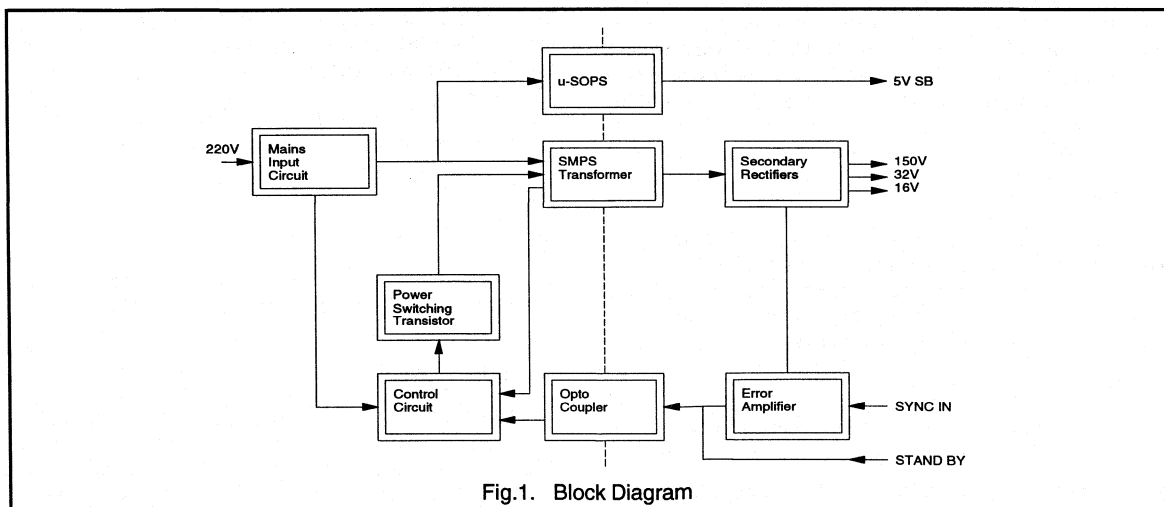 u-SOPS
5V SB
220V
Mains
Input
Circuit
SMPS
Transformer
Secondary
Rectifiers
150V
32V
16V
Power
Switching
Transistor
Control
Circuit
Opto
Coupler
Error
Amplifier
SYNC IN
STAND BY
Fig.1. Block Diagram